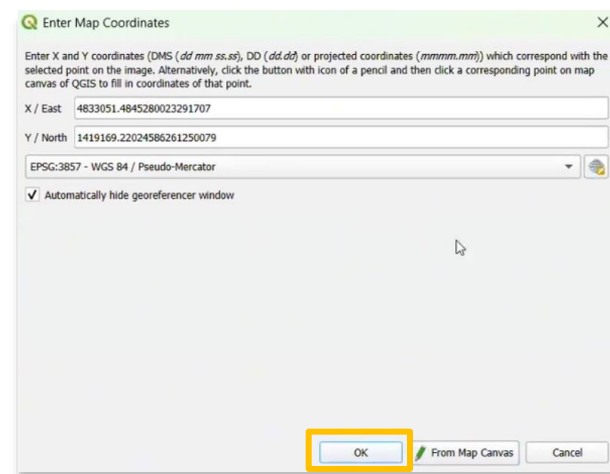 Enter Map Coordinates
Enter X and Y coordinates (DMS (dd mm ss.ss), DD (dd.dd) or projected coordinates (mmmm.mm)) which correspond with the
selected point on the image. Alternatively, click the button with icon of a pencil and then click a corresponding point on map
canvas of QGIS to fill in coordinates of that point.
X / East 4833051.4845280023291707
Y / North 1419169.22024586261250079
EPSG:3857 - WGS 84 / Pseudo-Mercator
Automatically hide georeferencer window
OK From Map Canvas Cancel